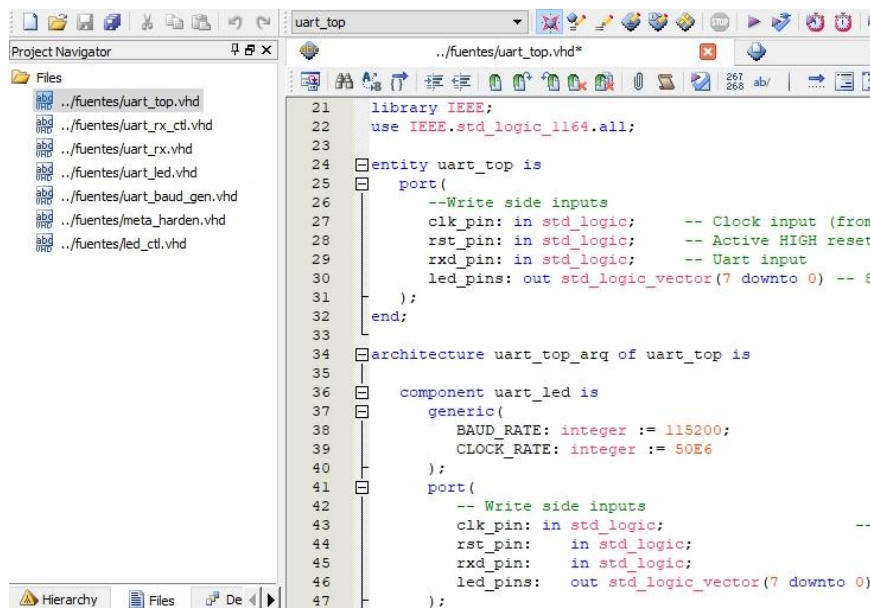 uart_top
Project Navigator
../fuentes/uart_top.vhd*
Files
../fuentes/uart_top.vhd
../fuentes/uart_rx_ctl.vhd
../fuentes/uart_rx.vhd
../fuentes/uart_led.vhd
../fuentes/uart_baud_gen.vhd
../fuentes/meta_harden.vhd
../fuentes/led_ctl.vhd
Hierarchy
Files
De
267
268
ab/
21 library IEEE;
22 use IEEE.std_logic_1164.all;
23
24 entity uart_top is
25 port(
26 --Write side inputs
27 clk_pin: in std_logic; -- Clock input (from
28 rst_pin: in std_logic; -- Active HIGH reset
29 rxd_pin: in std_logic; -- Uart input
30 led_pins: out std_logic_vector(7 downto 0) -- 8
31 );
32 end;
33
34 architecture uart_top_arq of uart_top is
35
36 component uart_led is
37 generic(
38 BAUD_RATE: integer := 115200;
39 CLOCK_RATE: integer := 50E6
40 );
41 port(
42 -- Write side inputs
43 clk_pin: in std_logic; --
44 rst_pin: in std_logic;
45 rxd_pin: in std_logic;
46 led_pins: out std_logic_vector(7 downto 0)
47 );